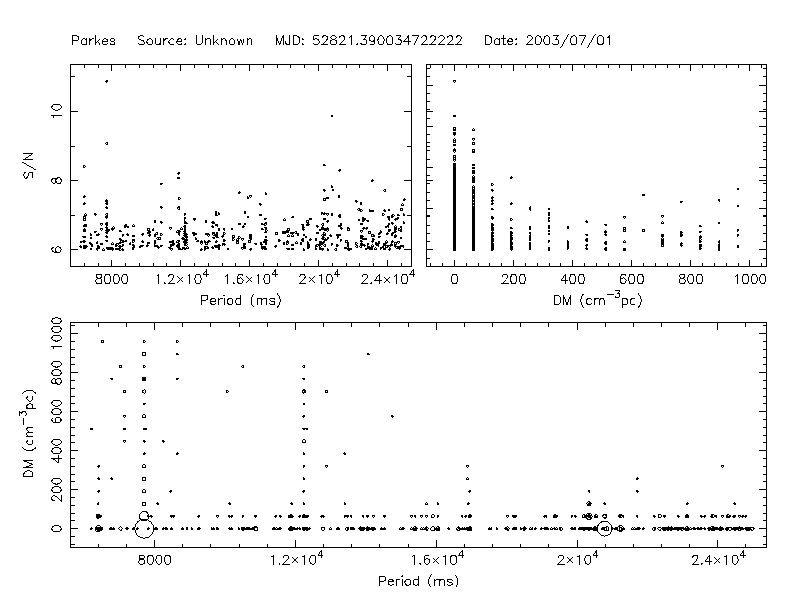 Parkes Source: Unknown MJD: 52821.390034722222 Date: 2003/07/01
S/N
10
8
6
8000 1.2×10⁴ 1.6×10⁴ 2×10⁴ 2.4×10⁴
Period (ms)
0 200 400 600 800 1000
DM (cm⁻³pc)
DM (cm⁻³pc)
1000
800
600
400
200
0
8000 1.2×10⁴ 1.6×10⁴ 2×10⁴ 2.4×10⁴
Period (ms)